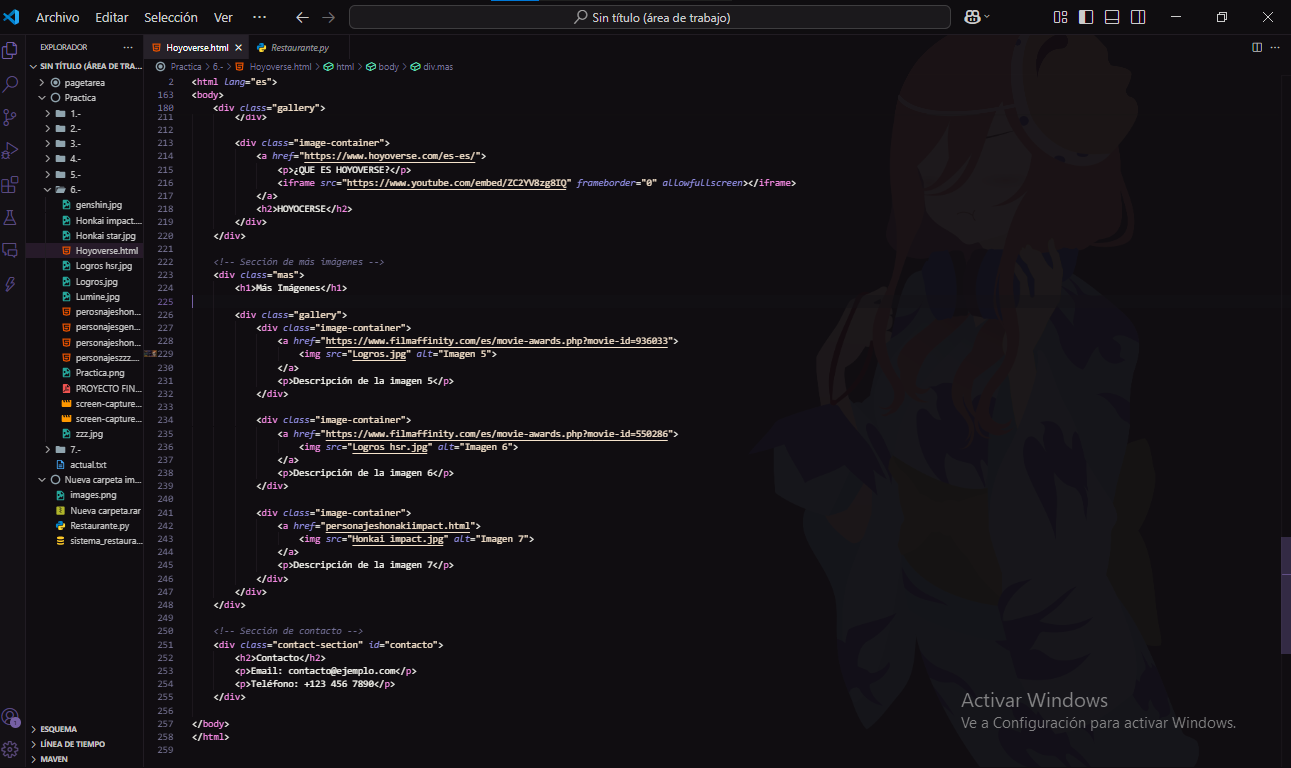 Archivo Editar Selección Ver ··· Sin título (área de trabajo)
EXPLORADOR ···
SIN TÍTULO (ÁREA DE TRA...
pagetarea
Practica
1.-
2.-
3.-
4.-
5.-
6.-
genshin.jpg
Honkai impact....
Honkai star.jpg
Hoyoverse.html
Logros hsr.jpg
Logros.jpg
Lumine.jpg
perosnajeshon...
personajesgen...
personajeshon...
personajeszzz....
Practica.png
PROYECTO FIN...
screen-capture...
screen-capture...
zzz.jpg
7.-
actual.txt
Nueva carpeta im...
images.png
Nueva carpeta.rar
Restaurante.py
sistema_restaura...
ESQUEMA
LÍNEA DE TIEMPO
MAVEN
Hoyoverse.html Restaurante.py
Practica > 6.- > Hoyoverse.html > html > body > div.mas
2 <html lang="es">
163 <body>
180 <div class="gallery">
211 </div>
212
213 <div class="image-container">
214 <a href="https://www.hoyoverse.com/es-es/">
215 <p>¿QUE ES HOYOVERSE?</p>
216 <iframe src="https://www.youtube.com/embed/ZC2YV8zg8IQ" frameborder="0" allowfullscreen></iframe>
217 </a>
218 <h2>HOYOCERSE</h2>
219 </div>
220 </div>
221
222 <!-- Sección de más imágenes -->
223 <div class="mas">
224 <h1>Más Imágenes</h1>
225
226 <div class="gallery">
227 <div class="image-container">
228 <a href="https://www.filmaffinity.com/es/movie-awards.php?movie-id=936033">
229 <img src="Logros.jpg" alt="Imagen 5">
230 </a>
231 <p>Descripción de la imagen 5</p>
232 </div>
233
234 <div class="image-container">
235 <a href="https://www.filmaffinity.com/es/movie-awards.php?movie-id=550286">
236 <img src="Logros hsr.jpg" alt="Imagen 6">
237 </a>
238 <p>Descripción de la imagen 6</p>
239 </div>
240
241 <div class="image-container">
242 <a href="personajeshonakiimpact.html">
243 <img src="Honkai impact.jpg" alt="Imagen 7">
244 </a>
245 <p>Descripción de la imagen 7</p>
246 </div>
247 </div>
248 </div>
249
250 <!-- Sección de contacto -->
251 <div class="contact-section" id="contacto">
252 <h2>Contacto</h2>
253 <p>Email: contacto@ejemplo.com</p>
254 <p>Teléfono: +123 456 7890</p>
255 </div>
256
257 </body>
258 </html>
259
Activar Windows
Ve a Configuración para activar Windows.